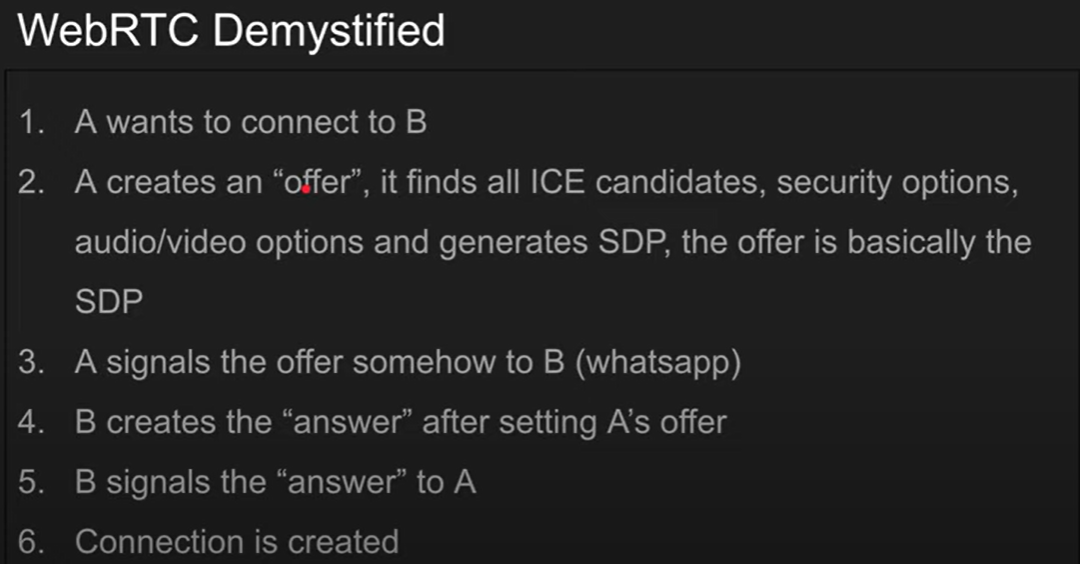 WebRTC Demystified
1. A wants to connect to B
2. A creates an “offer”, it finds all ICE candidates, security options,
audio/video options and generates SDP, the offer is basically the
SDP
3. A signals the offer somehow to B (whatsapp)
4. B creates the “answer” after setting A’s offer
5. B signals the “answer” to A
6. Connection is created